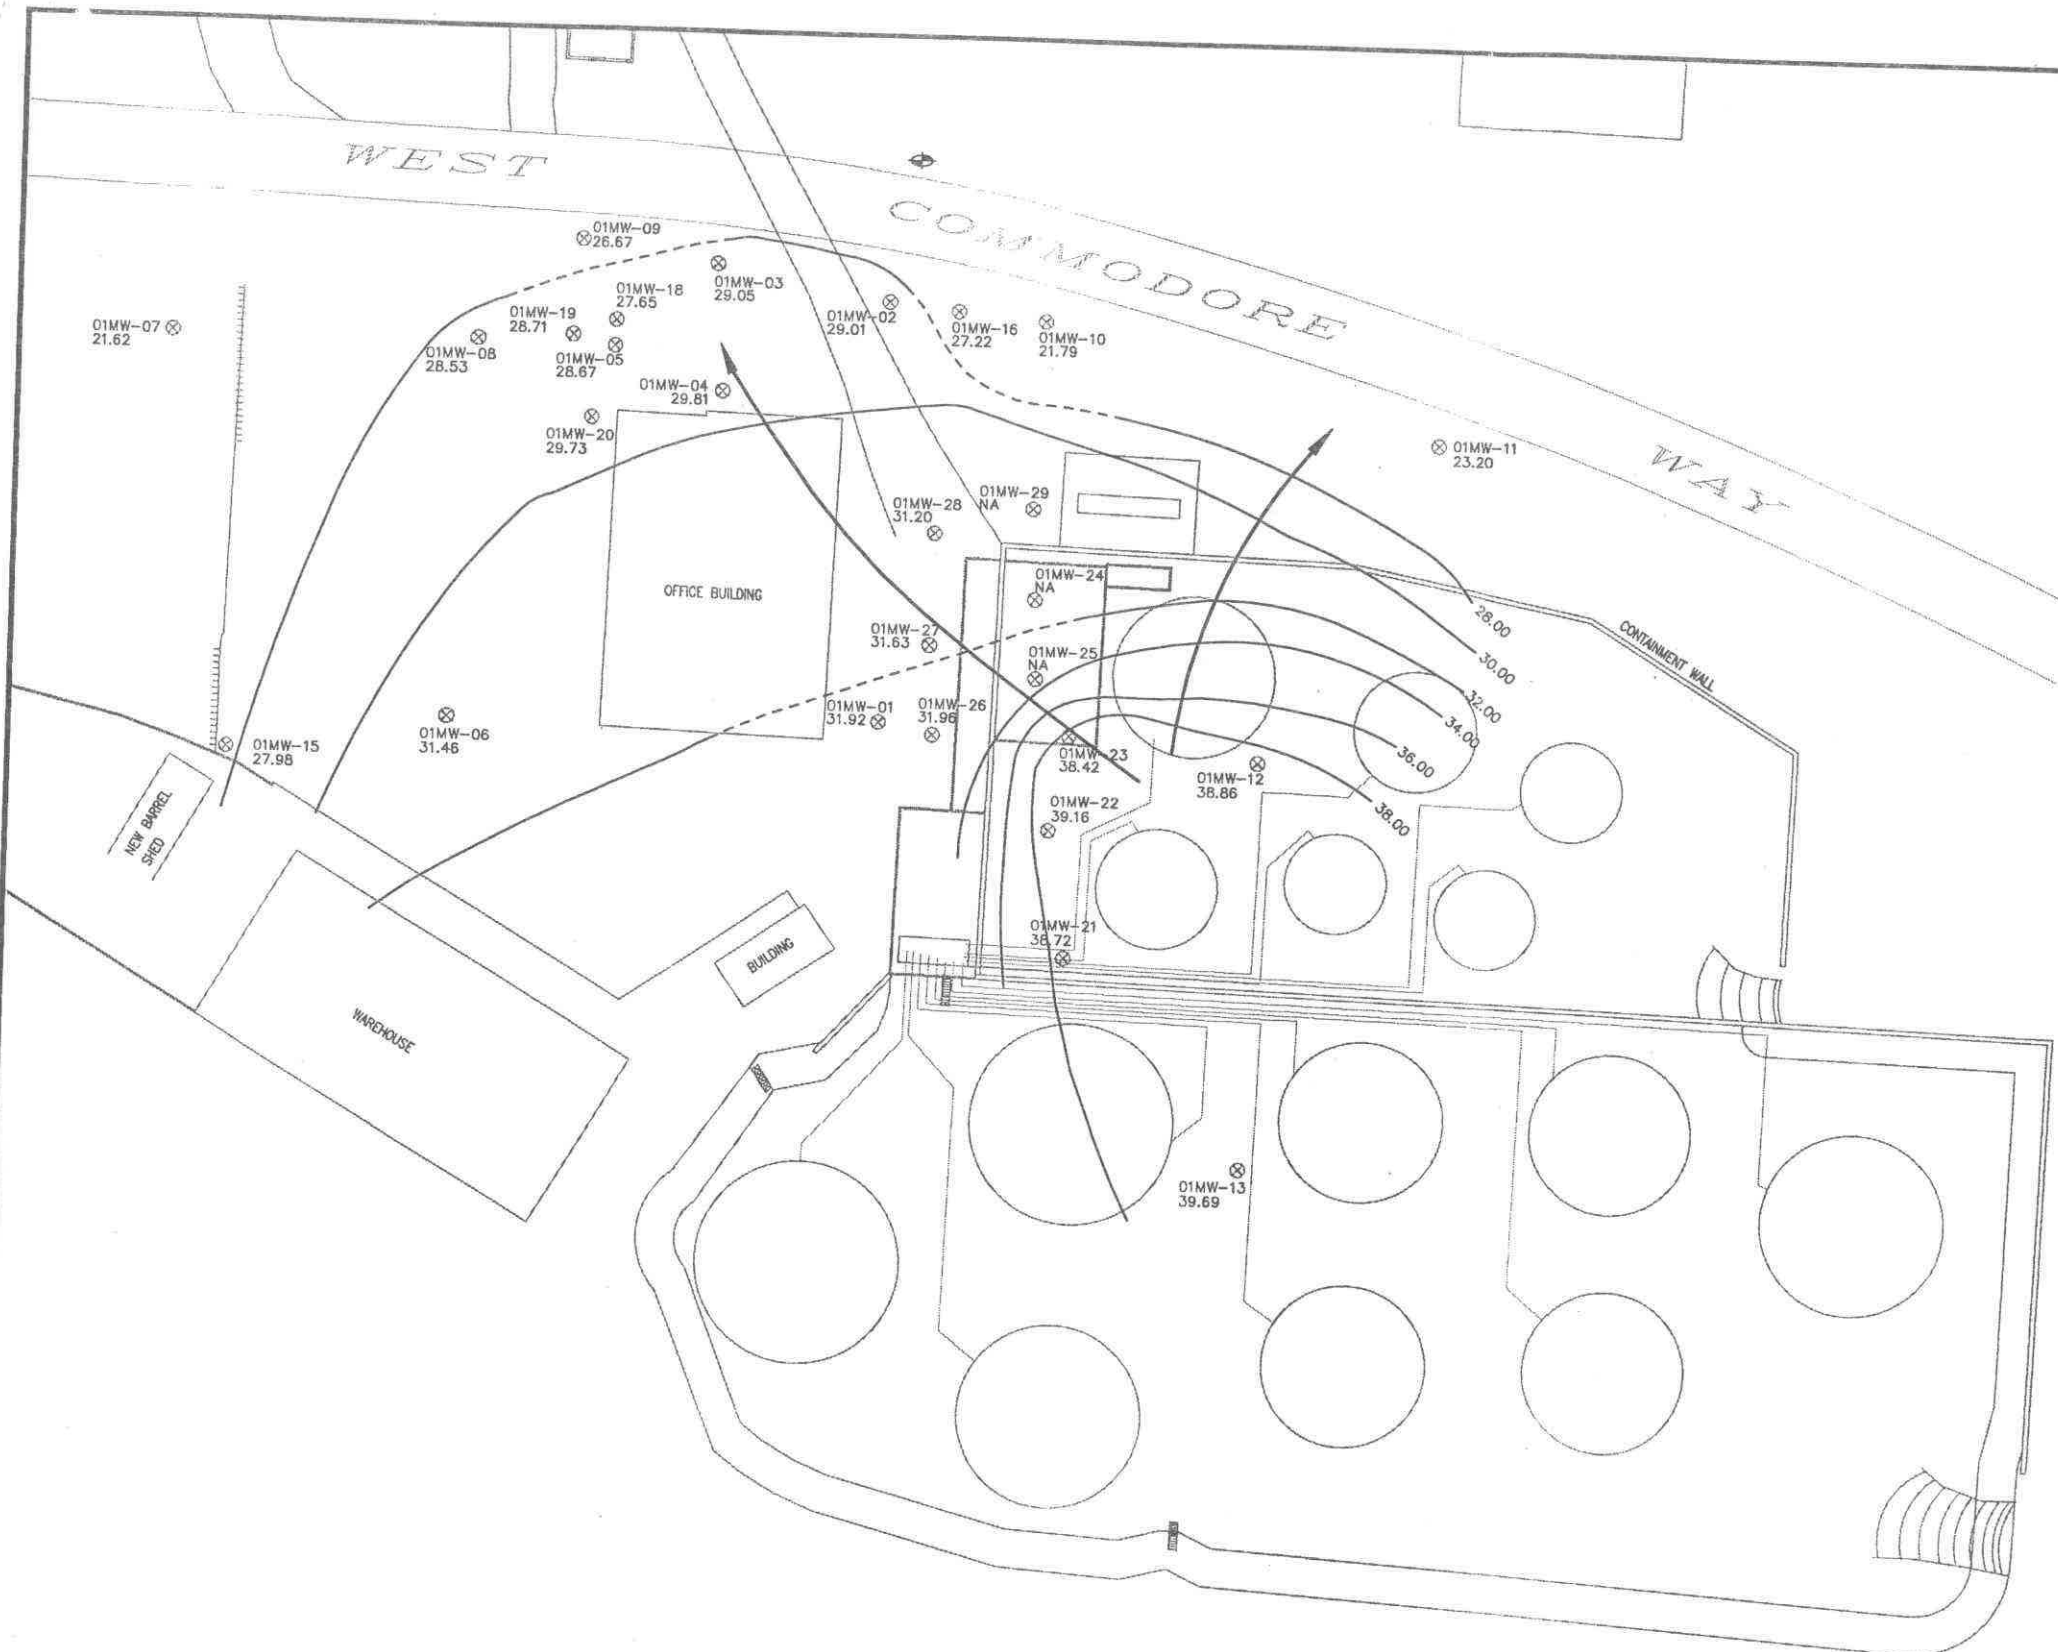 WEST
COMMODORE
WAY
01MW-09
26.67
01MW-03
29.05
01MW-18
27.65
01MW-19
28.71
01MW-07
21.62
01MW-08
28.53
01MW-05
28.67
01MW-02
29.01
01MW-16
27.22
01MW-10
21.79
01MW-04
29.81
01MW-20
29.73
01MW-11
23.20
01MW-28
31.20
01MW-29
NA
01MW-24
NA
OFFICE BUILDING
01MW-27
31.63
01MW-25
NA
28.00
30.00
32.00
34.00
36.00
38.00
CONTAINMENT WALL
01MW-01
31.92
01MW-26
31.96
01MW-06
31.46
01MW-15
27.98
01MW-23
38.42
01MW-12
38.86
01MW-22
39.16
NEW BARREL
SHED
01MW-21
38.72
BUILDING
WAREHOUSE
01MW-13
39.69